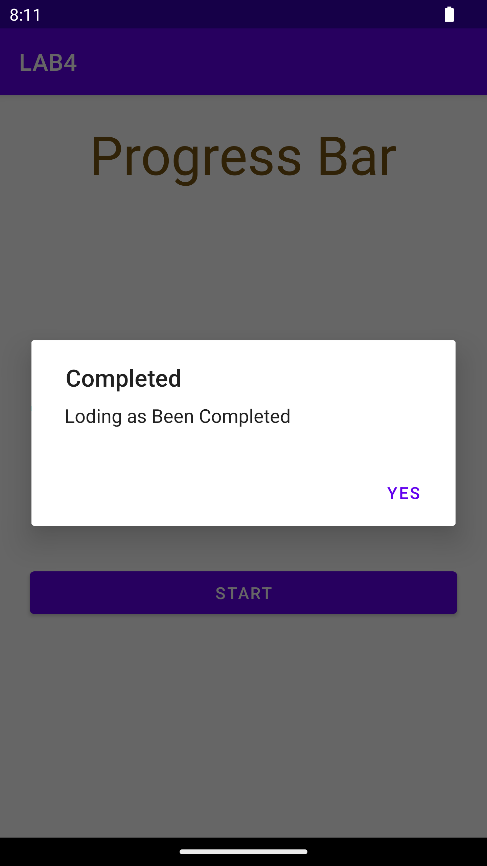 8:11
LAB4
Progress Bar
Completed
Loding as Been Completed
YES
START